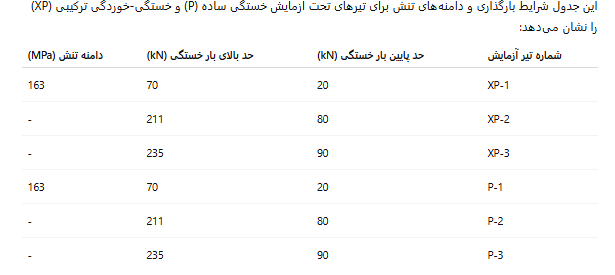 این جدول شرایط بارگذاری و دامنه‌های تنش برای تیرهای تحت آزمایش خستگی ساده (P) و خستگی-خوردگی ترکیبی (XP)
را نشان می‌دهد:
شماره تیر آزمایش حد پایین بار خستگی (kN) حد بالای بار خستگی (kN) دامنه تنش (MPa)
XP-1 20 70 163
XP-2 80 211 -
XP-3 90 235 -
P-1 20 70 163
P-2 80 211 -
P-3 90 235 -